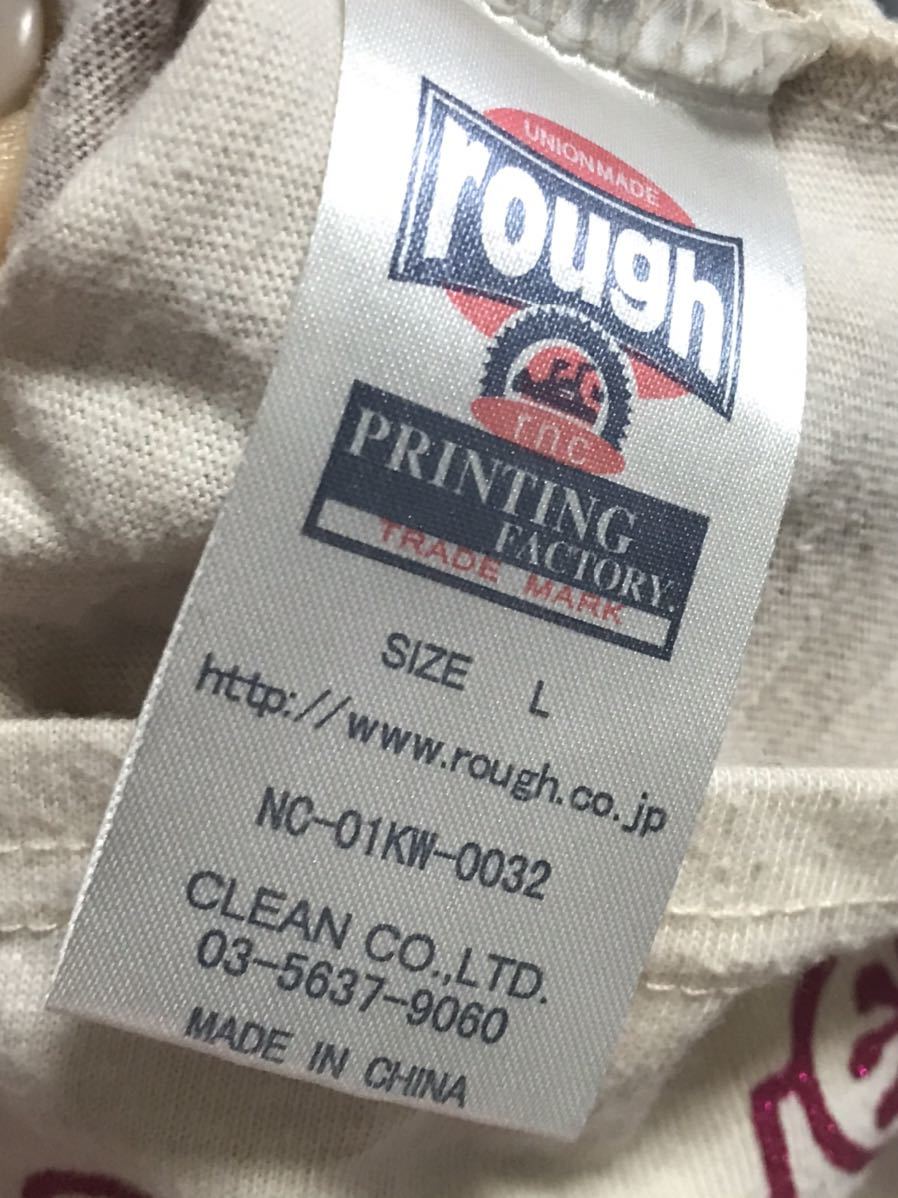 UNIONMADE
rough
rnc
PRINTING
FACTORY.
TRADE MARK
SIZE L
http://www.rough.co.jp
NC-01KW-0032
CLEAN CO.,LTD.
03-5637-9060
MADE IN CHINA